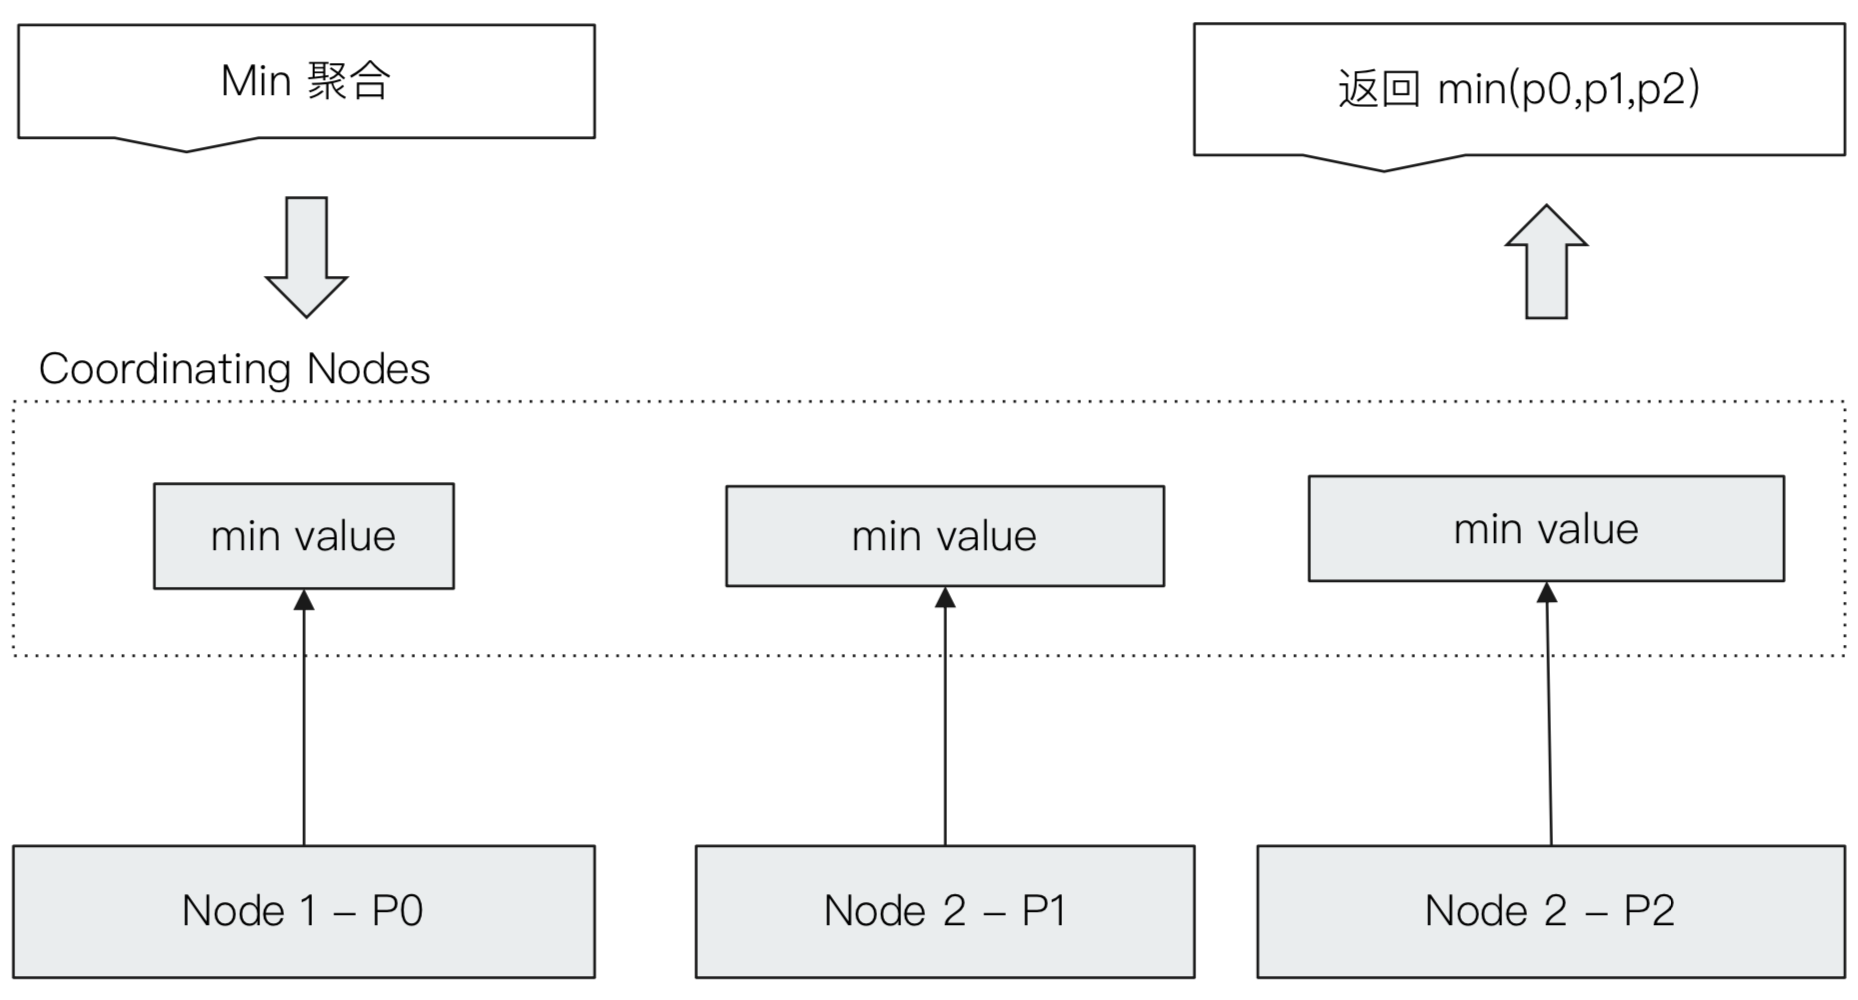 Min 聚合
返回 min(p0,p1,p2)
Coordinating Nodes
min value
min value
min value
Node 1 – P0
Node 2 – P1
Node 2 – P2